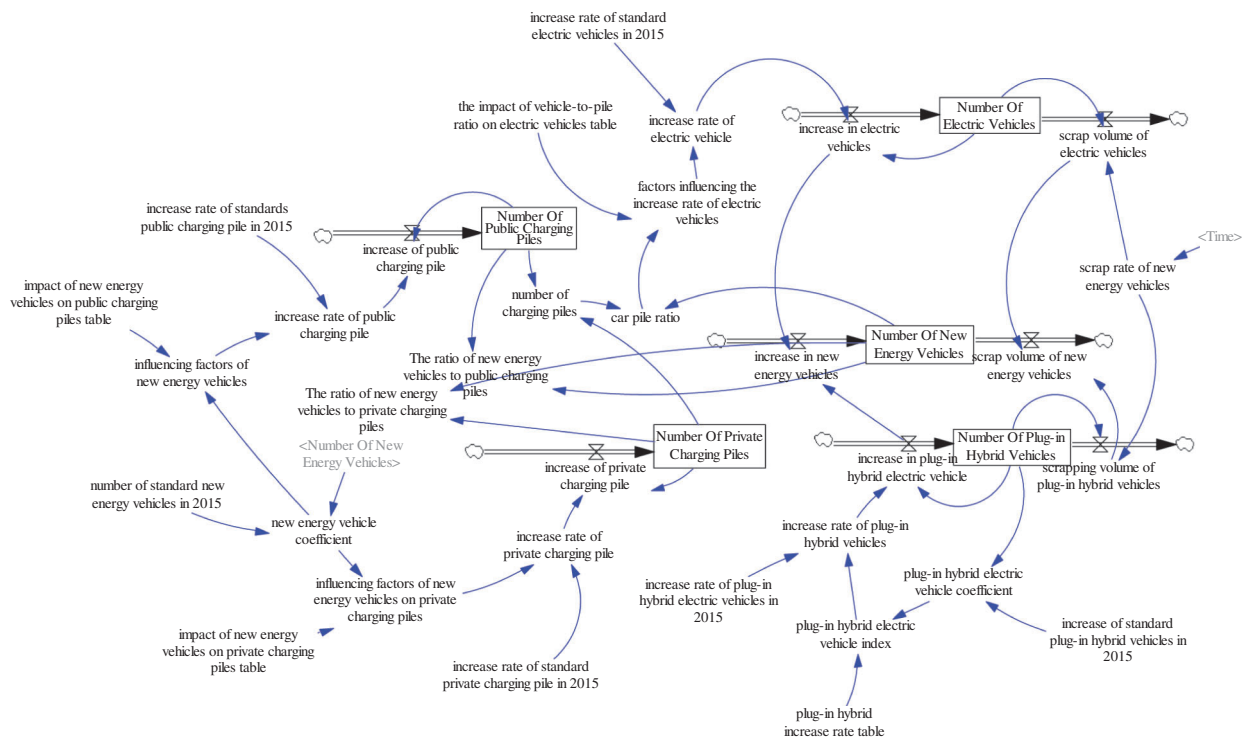 increase rate of standard
electric vehicles in 2015
the impact of vehicle-to-pile
ratio on electric vehicles table
increase rate of
electric vehicle
increase in electric
vehicles
Number Of
Electric Vehicles
scrap volume of
electric vehicles
factors influencing the
increase rate of electric
vehicles
increase rate of standards
public charging pile in 2015
Number Of
Public Charging
Piles
increase of public
charging pile
<Time>
scrap rate of new
energy vehicles
impact of new energy
vehicles on public charging
piles table
increase rate of public
charging pile
number of
charging piles
car pile ratio
influencing factors of
new energy vehicles
The ratio of new energy
vehicles to public charging
piles
increase in new
energy vehicles
Number Of New
Energy Vehicles
scrap volume of new
energy vehicles
The ratio of new energy
vehicles to private charging
piles
<Number Of New
Energy Vehicles>
Number Of Private
Charging Piles
increase of private
charging pile
increase in plug-in
hybrid electric vehicle
Number Of Plug-in
Hybrid Vehicles
scrapping volume of
plug-in hybrid vehicles
number of standard new
energy vehicles in 2015
new energy vehicle
coefficient
increase rate of
private charging pile
increase rate of plug-in
hybrid vehicles
influencing factors of new
energy vehicles on private
charging piles
increase rate of plug-in
hybrid electric vehicles in
2015
plug-in hybrid electric
vehicle coefficient
impact of new energy
vehicles on private charging
piles table
increase rate of standard
private charging pile in 2015
plug-in hybrid electric
vehicle index
increase of standard
plug-in hybrid vehicles in
2015
plug-in hybrid
increase rate table